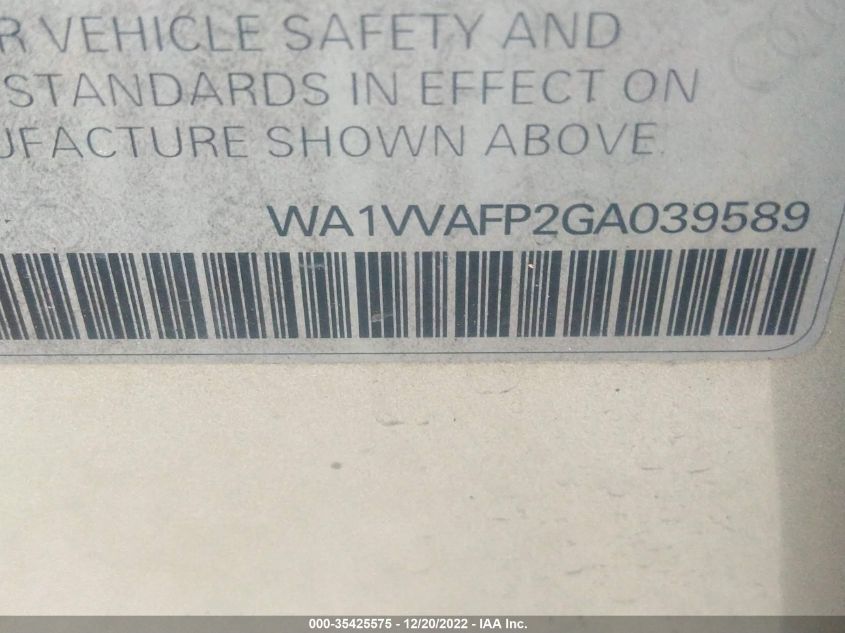 R VEHICLE SAFETY AND
STANDARDS IN EFFECT ON
UFACTURE SHOWN ABOVE.
WA1VVAFP2GA039589
000-35425575 - 12/20/2022 - IAA Inc.